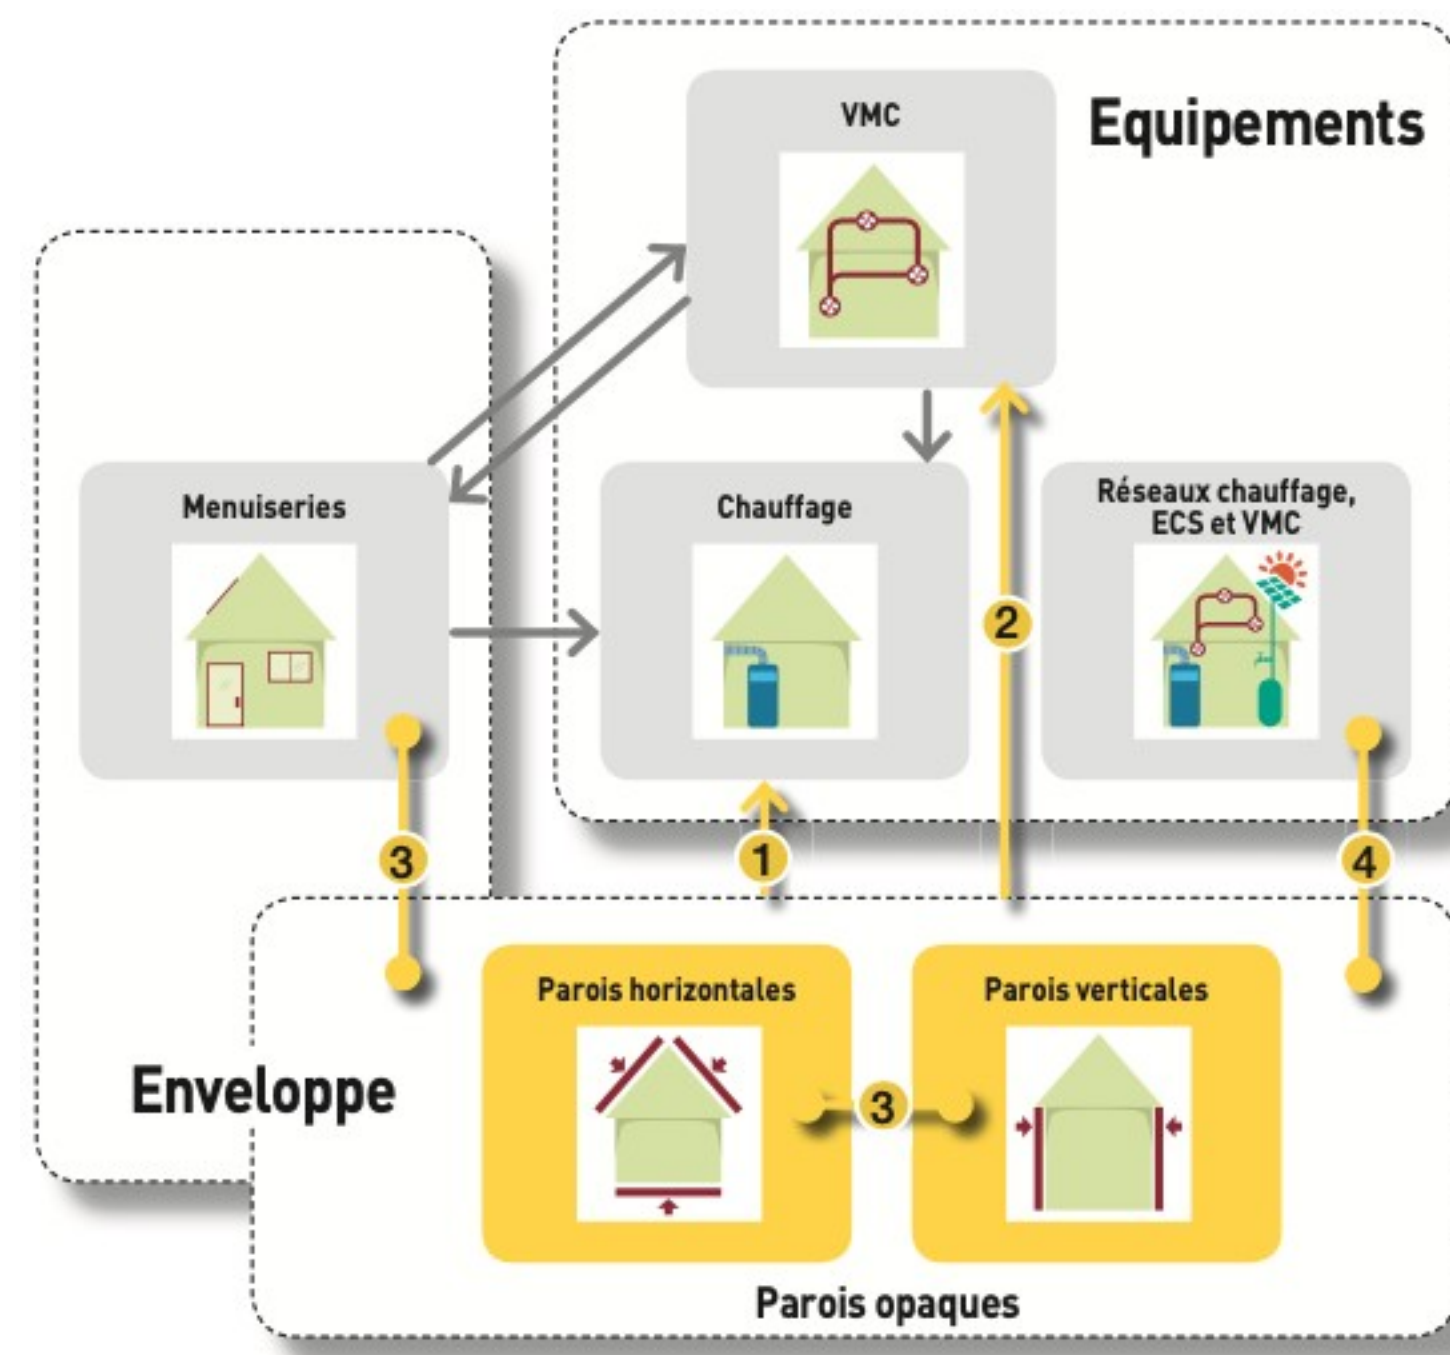 VMC
Equipements
Menuiseries
Chauffage
Réseaux chauffage,
ECS et VMC
2
3
1
4
Parois horizontales
Parois verticales
Enveloppe
3
Parois opaques